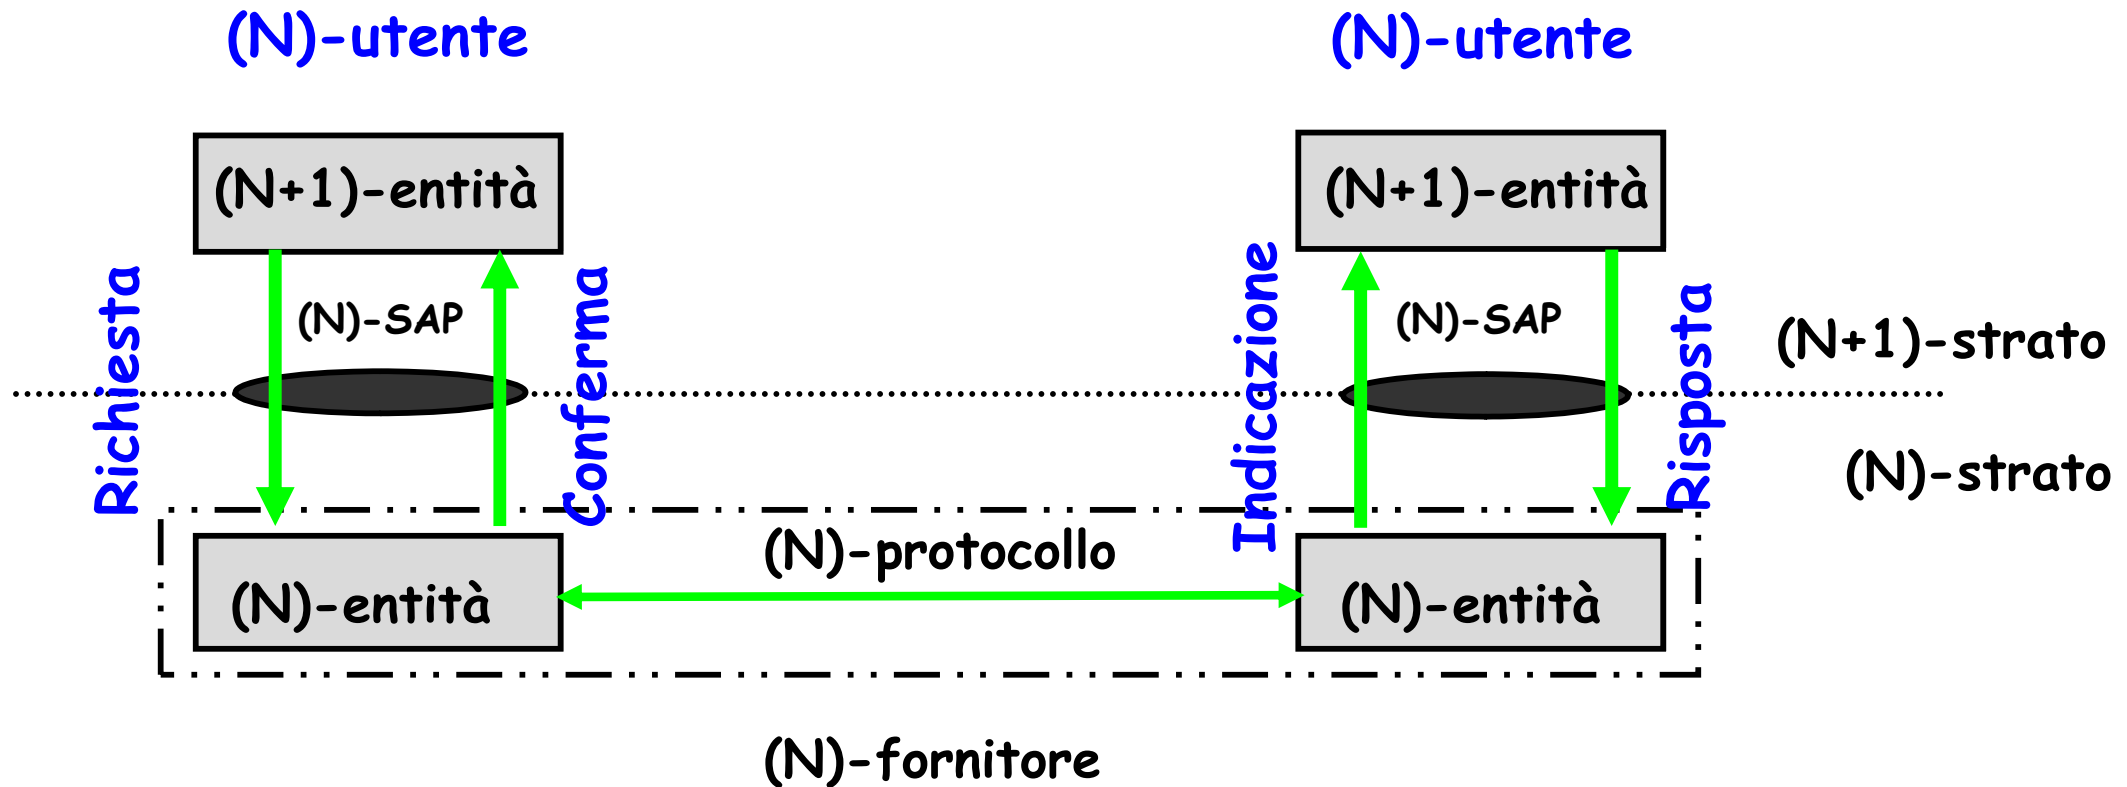 (N)-utente
(N)-utente
(N+1)-entità
(N+1)-entità
Richiesta
(N)-SAP
Conferma
Indicazione
(N)-SAP
Risposta
(N+1)-strato
(N)-strato
(N)-protocollo
(N)-entità
(N)-entità
(N)-fornitore